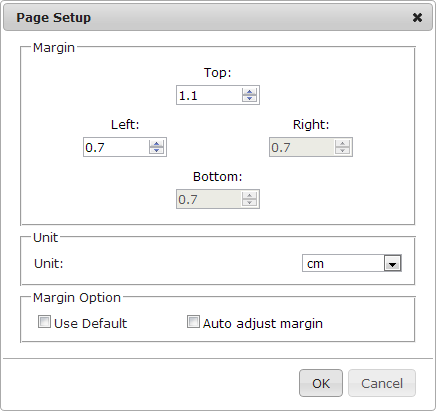 Page Setup
Margin
Top:
1.1
Left: Right:
0.7 0.7
Bottom:
0.7
Unit
Unit: cm
Margin Option
Use Default Auto adjust margin
OK Cancel